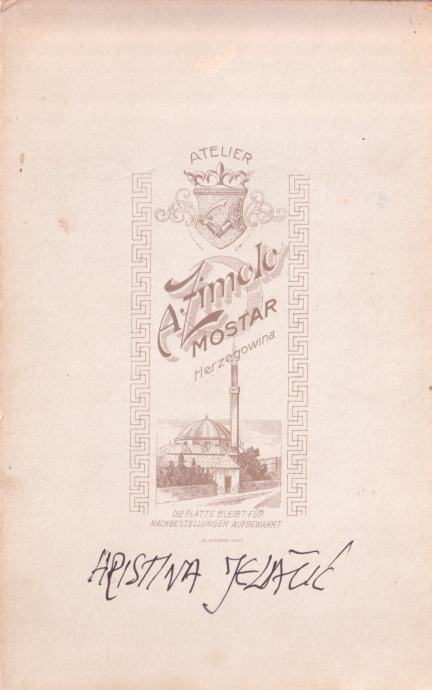 ATELIER
A. Zimolo
MOSTAR
Herzegowina
DIE PLATTE BLEIBT FÜR
NACHBESTELLUNGEN AUFBEWAHRT
HRISTINA JELAČIĆ